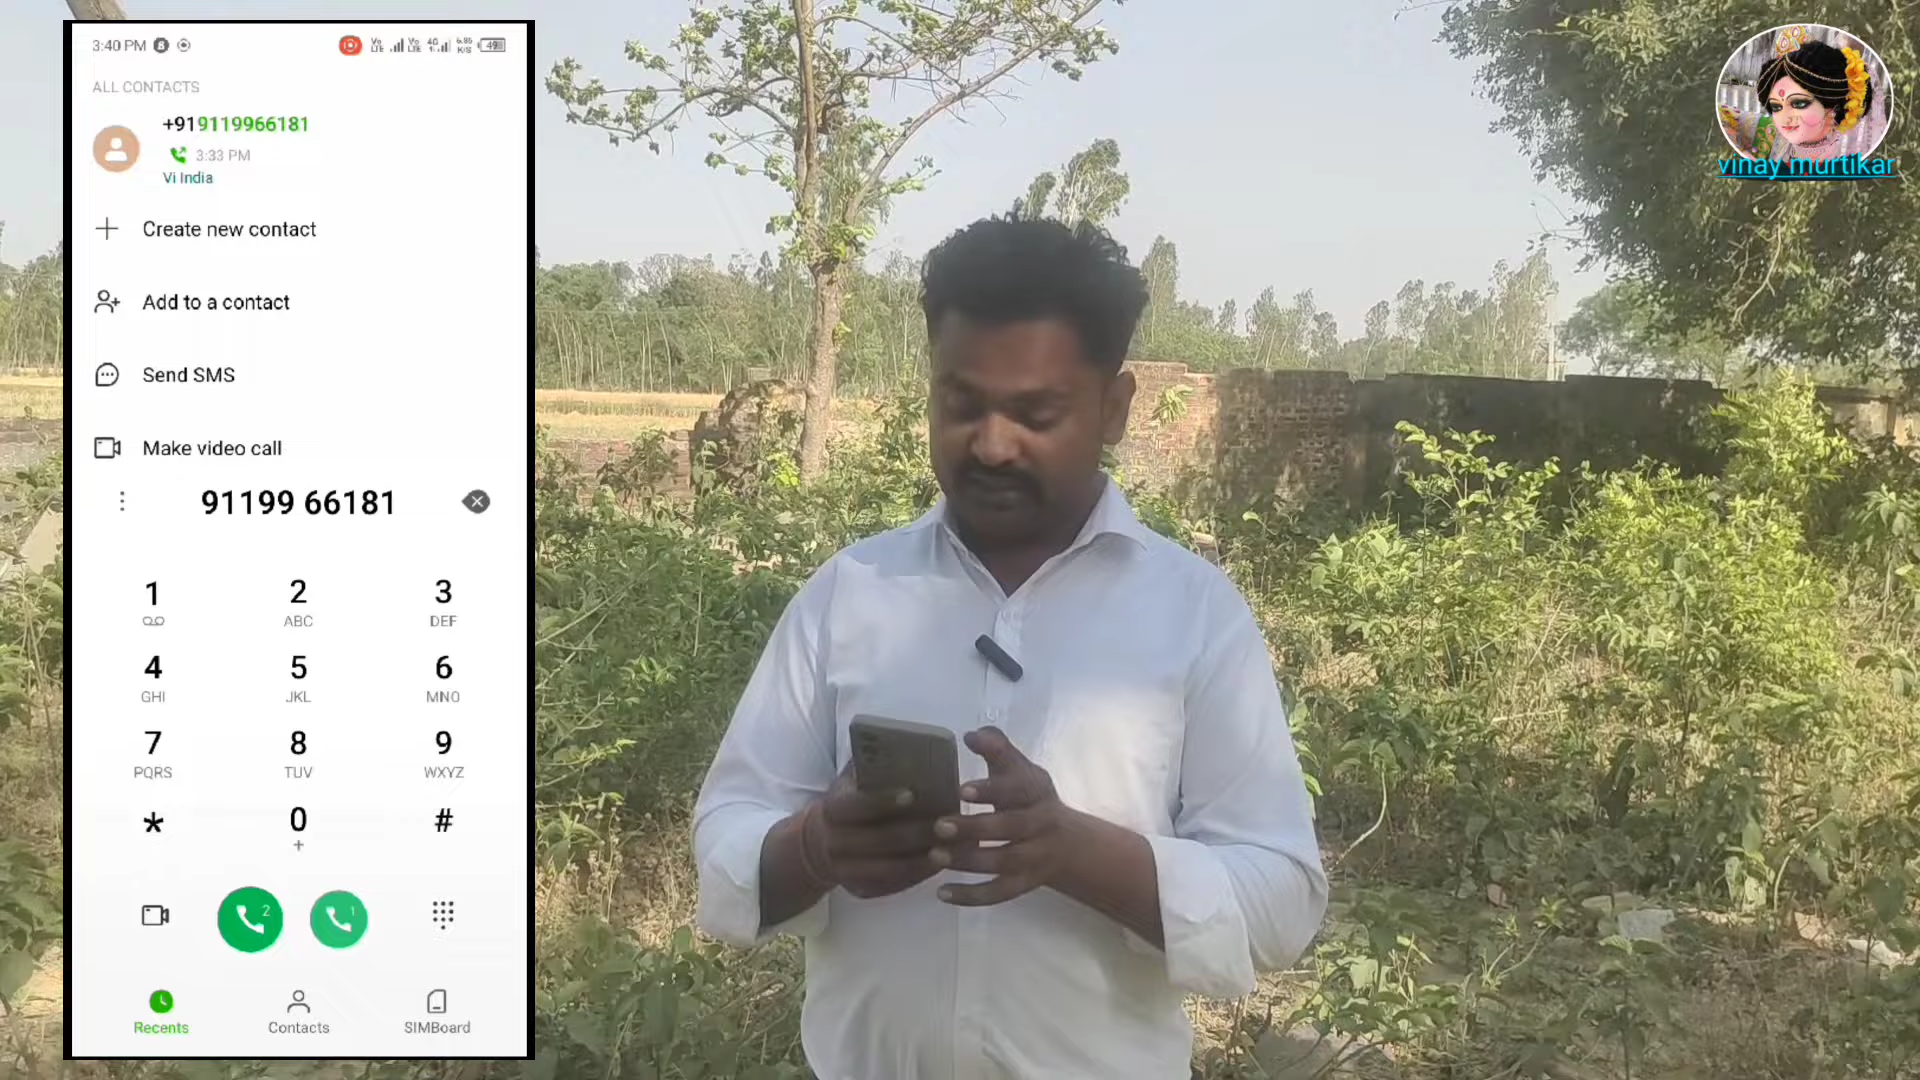 3:40 PM
ALL CONTACTS
+919119966181
3:33 PM
Vi India
Create new contact
Add to a contact
Send SMS
Make video call
91199 66181
1
2
ABC
3
DEF
4
GHI
5
JKL
6
MNO
7
PQRS
8
TUV
9
WXYZ
*
0
+
#
2
1
Recents
Contacts
SIMBoard
vinay murtikar